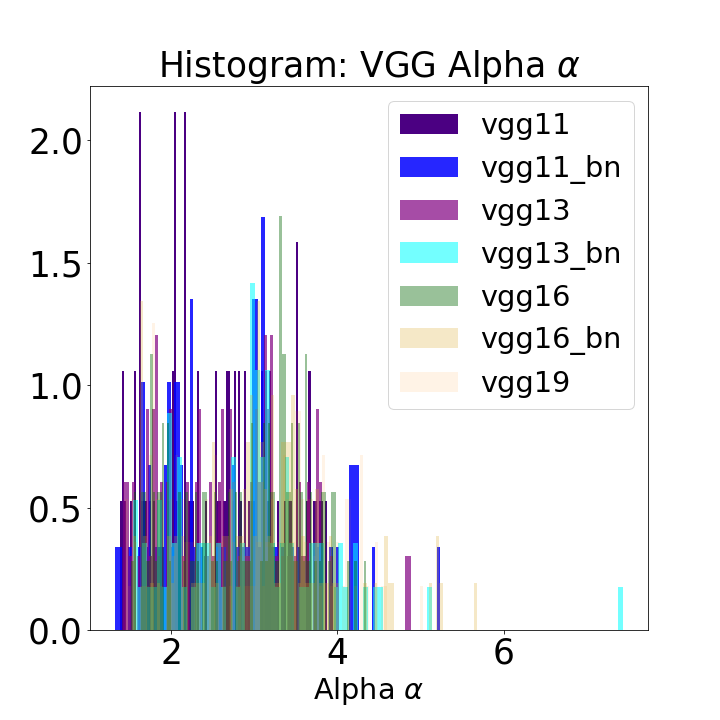 Histogram: VGG Alpha α
2.0
1.5
1.0
0.5
0.0
2
4
6
Alpha α
vgg11
vgg11_bn
vgg13
vgg13_bn
vgg16
vgg16_bn
vgg19